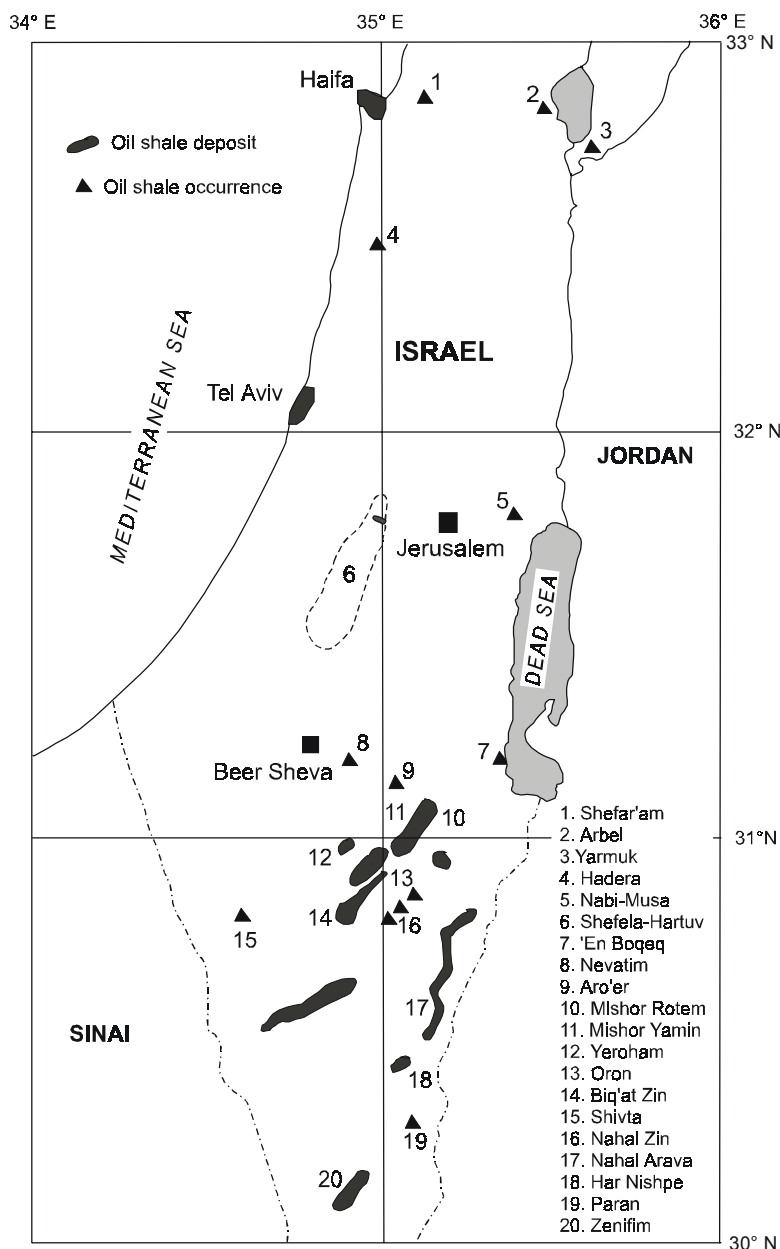 34° E
35° E
36° E
33° N
Haifa
1
2
3
Oil shale deposit
Oil shale occurrence
4
MEDITERRANEAN SEA
ISRAEL
Tel Aviv
32° N
JORDAN
5
Jerusalem
6
DEAD SEA
8
7
Beer Sheva
9
11
10
31°N
12
13
14
16
15
17
SINAI
18
19
20
1. Shefar'am
2. Arbel
3.Yarmuk
4. Hadera
5. Nabi-Musa
6. Shefela-Hartuv
7. 'En Boqeq
8. Nevatim
9. Aro'er
10. Mishor Rotem
11. Mishor Yamin
12. Yeroham
13. Oron
14. Biq'at Zin
15. Shivta
16. Nahal Zin
17. Nahal Arava
18. Har Nishpe
19. Paran
20. Zenifim
30° N